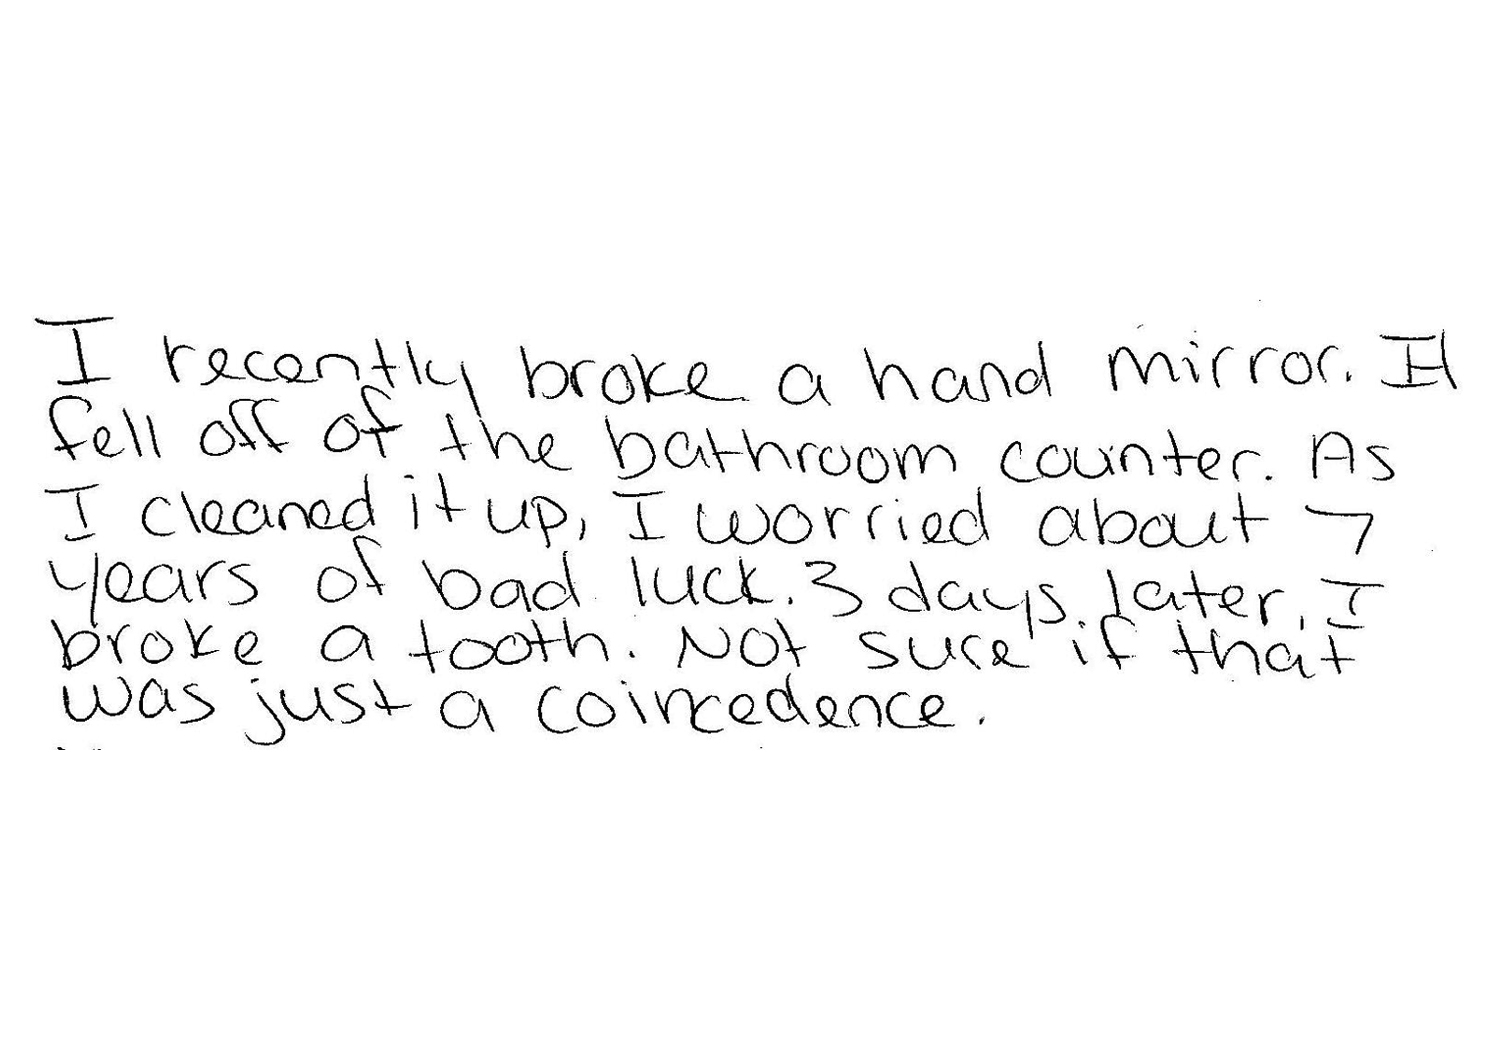 I recently broke a hand mirror. It
fell off of the bathroom counter. As
I cleaned it up, I worried about 7
years of bad luck. 3 days later, I
broke a tooth. Not sure if that
was just a coincedence.